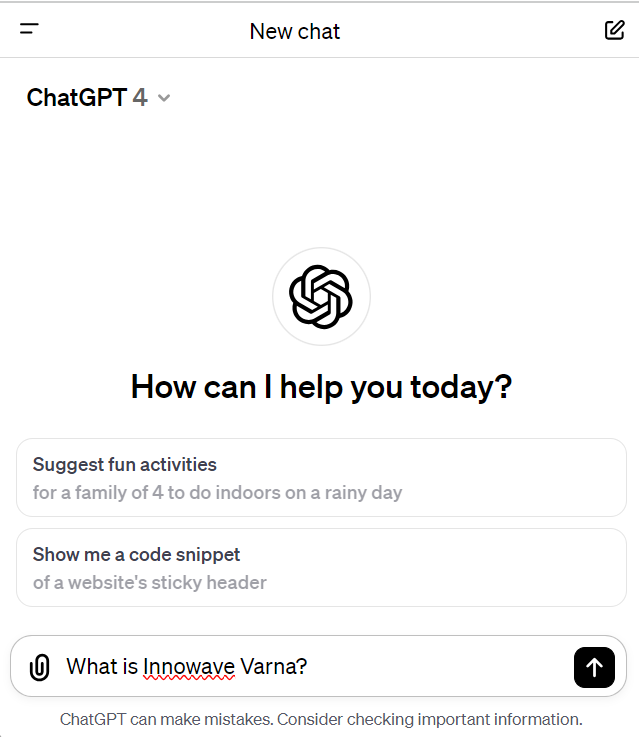 New chat
ChatGPT 4
How can I help you today?
Suggest fun activities
for a family of 4 to do indoors on a rainy day
Show me a code snippet
of a website's sticky header
What is Innowave Varna?
ChatGPT can make mistakes. Consider checking important information.